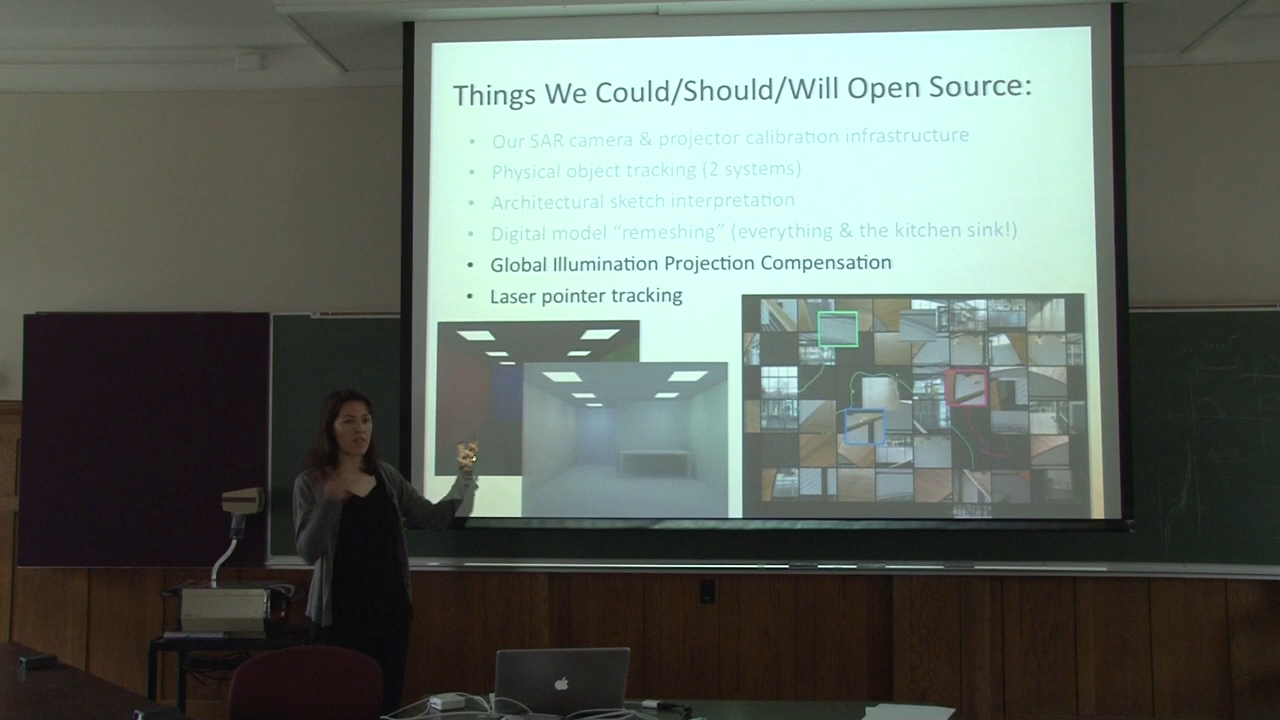 Things We Could/Should/Will Open Source:
• Our SAR camera & projector calibration infrastructure
• Physical object tracking (2 systems)
• Architectural sketch interpretation
• Digital model “remeshing” (everything & the kitchen sink!)
• Global Illumination Projection Compensation
• Laser pointer tracking